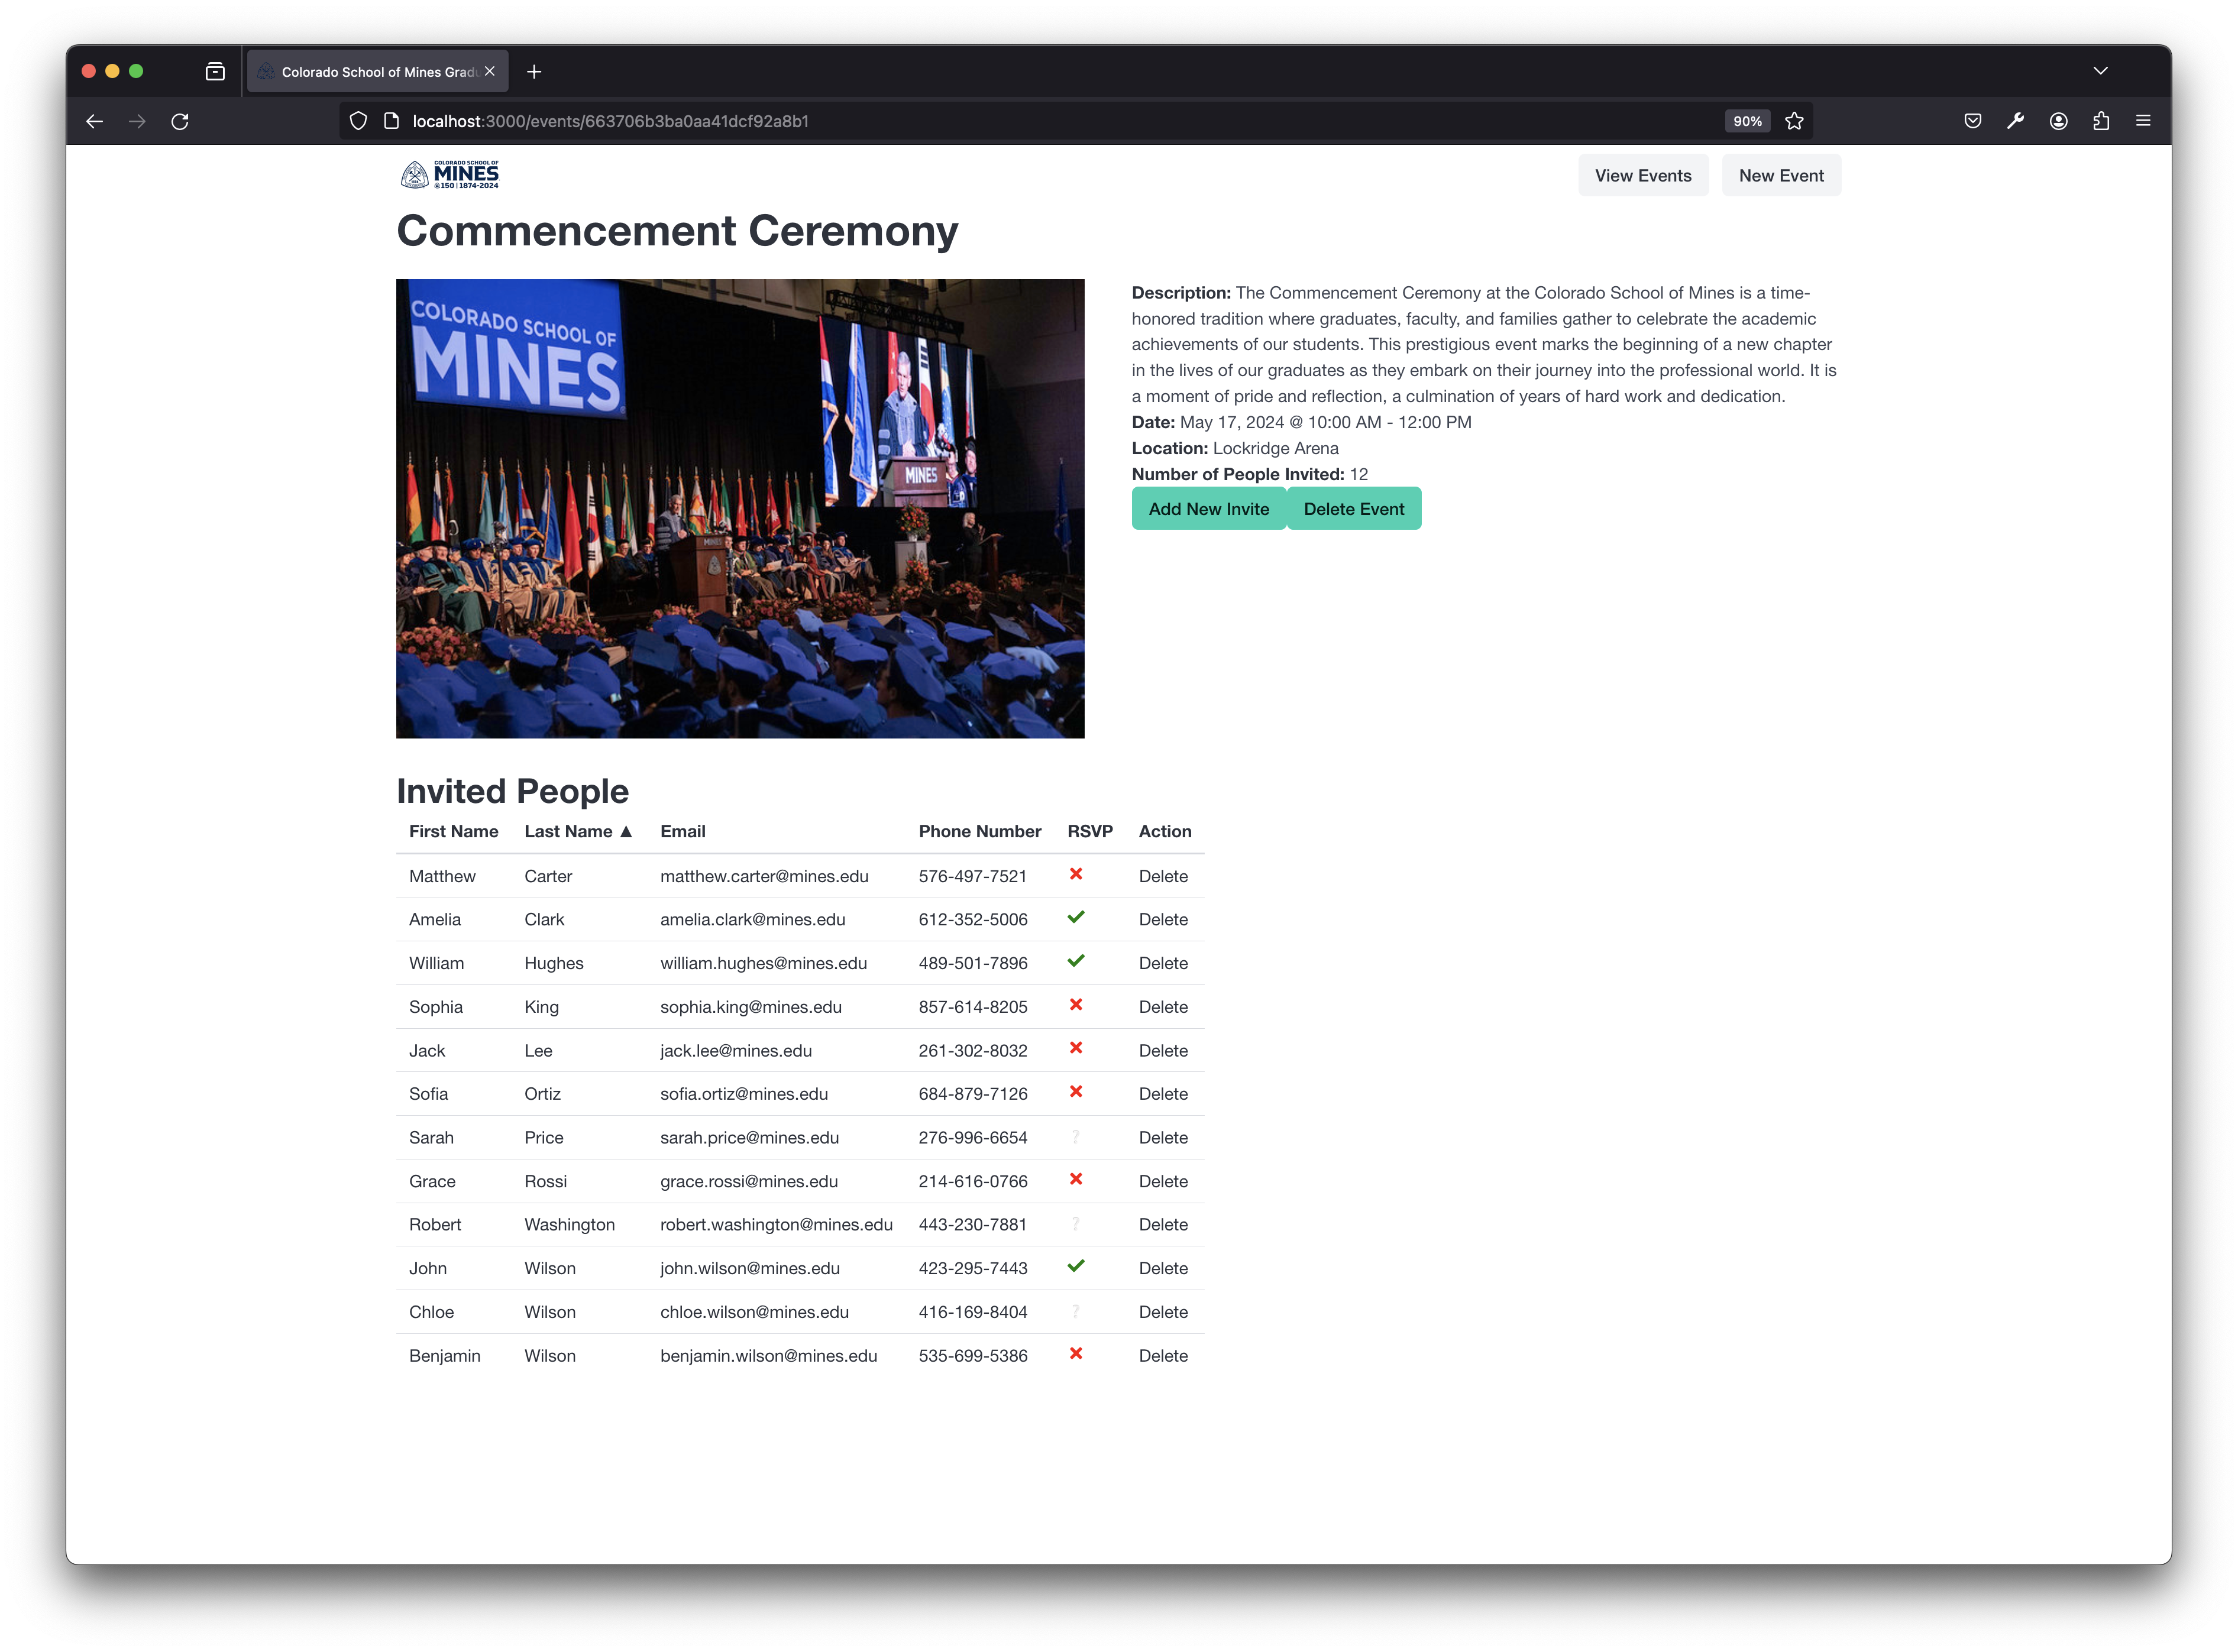 Colorado School of Mines Grad
localhost:3000/events/663706b3ba0aa41dcf92a8b1
90%
COLORADO SCHOOL OF
MINES
@150 | 1874-2024
View Events
New Event
Commencement Ceremony
COLORADO SCHOOL OF
MINES
MINES
MINES
Description: The Commencement Ceremony at the Colorado School of Mines is a time-
honored tradition where graduates, faculty, and families gather to celebrate the academic
achievements of our students. This prestigious event marks the beginning of a new chapter
in the lives of our graduates as they embark on their journey into the professional world. It is
a moment of pride and reflection, a culmination of years of hard work and dedication.
Date: May 17, 2024 @ 10:00 AM - 12:00 PM
Location: Lockridge Arena
Number of People Invited: 12
Add New Invite
Delete Event
Invited People
First Name Last Name ▲ Email Phone Number RSVP Action
Matthew Carter matthew.carter@mines.edu 576-497-7521 ✖ Delete
Amelia Clark amelia.clark@mines.edu 612-352-5006 ✔ Delete
William Hughes william.hughes@mines.edu 489-501-7896 ✔ Delete
Sophia King sophia.king@mines.edu 857-614-8205 ✖ Delete
Jack Lee jack.lee@mines.edu 261-302-8032 ✖ Delete
Sofia Ortiz sofia.ortiz@mines.edu 684-879-7126 ✖ Delete
Sarah Price sarah.price@mines.edu 276-996-6654 ? Delete
Grace Rossi grace.rossi@mines.edu 214-616-0766 ✖ Delete
Robert Washington robert.washington@mines.edu 443-230-7881 ? Delete
John Wilson john.wilson@mines.edu 423-295-7443 ✔ Delete
Chloe Wilson chloe.wilson@mines.edu 416-169-8404 ? Delete
Benjamin Wilson benjamin.wilson@mines.edu 535-699-5386 ✖ Delete